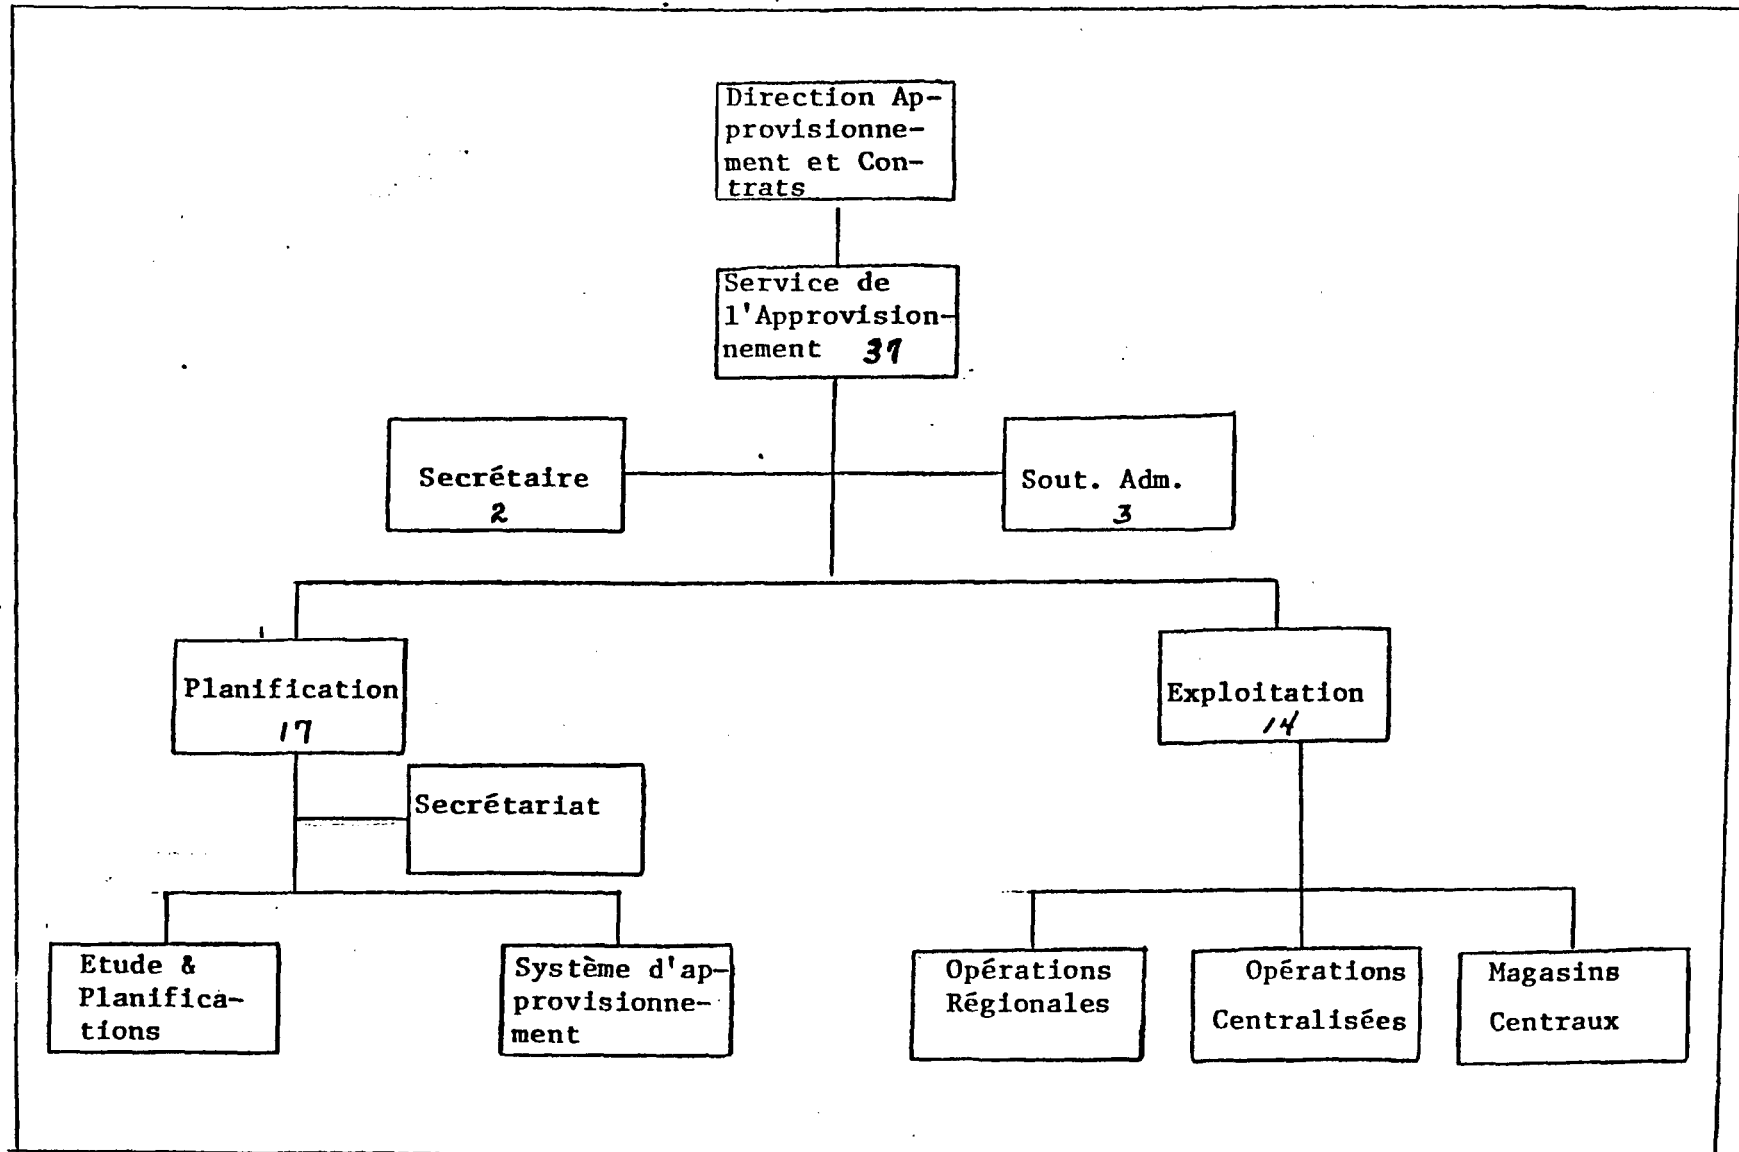 Direction Ap-
provisionne-
ment et Con-
trats
Service de
l'Approvision-
nement 37
Secrétaire
2
Sout. Adm.
3
Planification
17
Exploitation
14
Secrétariat
Etude &
Planifica-
tions
Système d'ap-
provisionne-
ment
Opérations
Régionales
Opérations
Centralisées
Magasins
Centraux